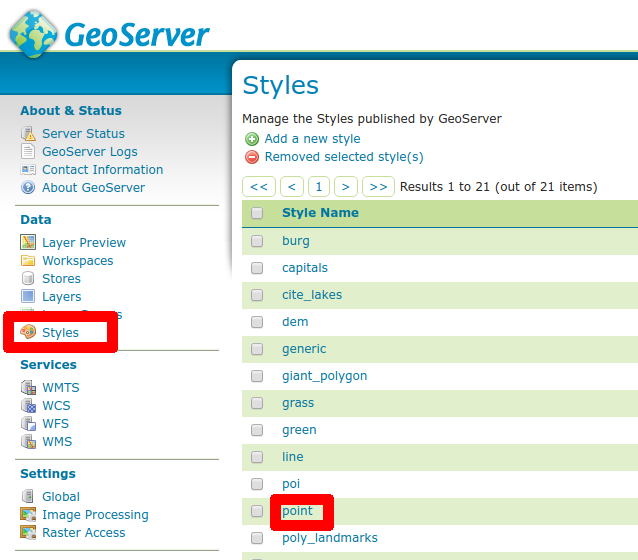 GeoServer
About & Status
Server Status
GeoServer Logs
Contact Information
About GeoServer
Data
Layer Preview
Workspaces
Stores
Layers
Styles
Services
WMTS
WCS
WFS
WMS
Settings
Global
Image Processing
Raster Access
Styles
Manage the Styles published by GeoServer
Add a new style
Removed selected style(s)
<< < 1 > >> Results 1 to 21 (out of 21 items)
Style Name
burg
capitals
cite_lakes
dem
generic
giant_polygon
grass
green
line
poi
point
poly_landmarks